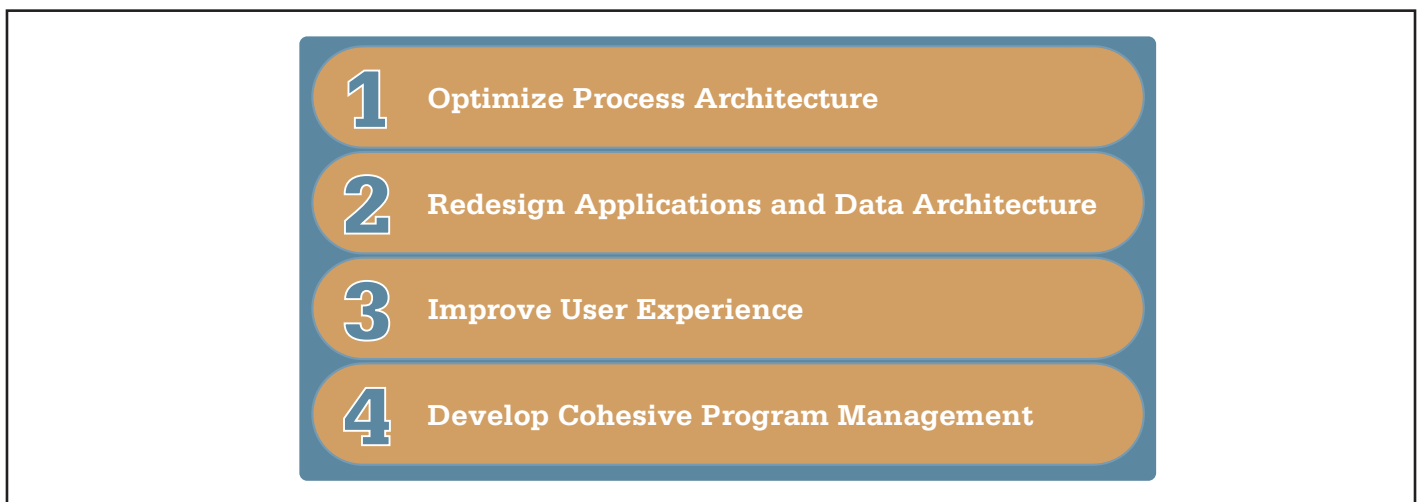 1 Optimize Process Architecture
2 Redesign Applications and Data Architecture
3 Improve User Experience
4 Develop Cohesive Program Management